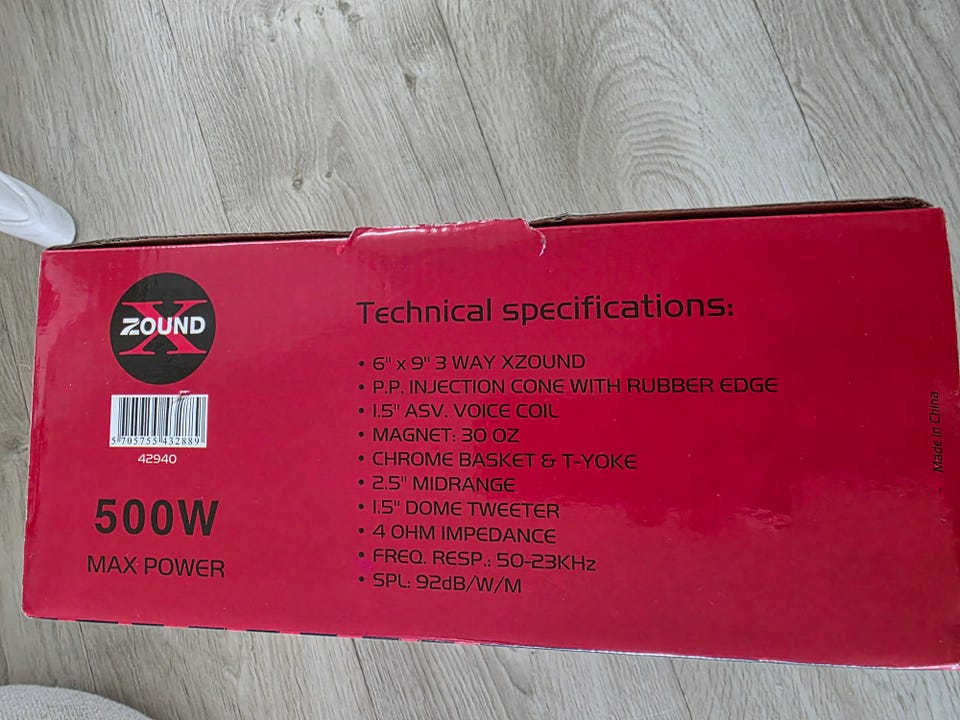 X
ZOUND
5 705755 432889
42940
500W
MAX POWER
Technical specifications:
• 6" x 9" 3 WAY XZOUND
• P.P. INJECTION CONE WITH RUBBER EDGE
• 1.5" ASV. VOICE COIL
• MAGNET: 30 OZ
• CHROME BASKET & T-YOKE
• 2.5" MIDRANGE
• 1.5" DOME TWEETER
• 4 OHM IMPEDANCE
• FREQ. RESP.: 50-23KHz
• SPL: 92dB/W/M
Made in China